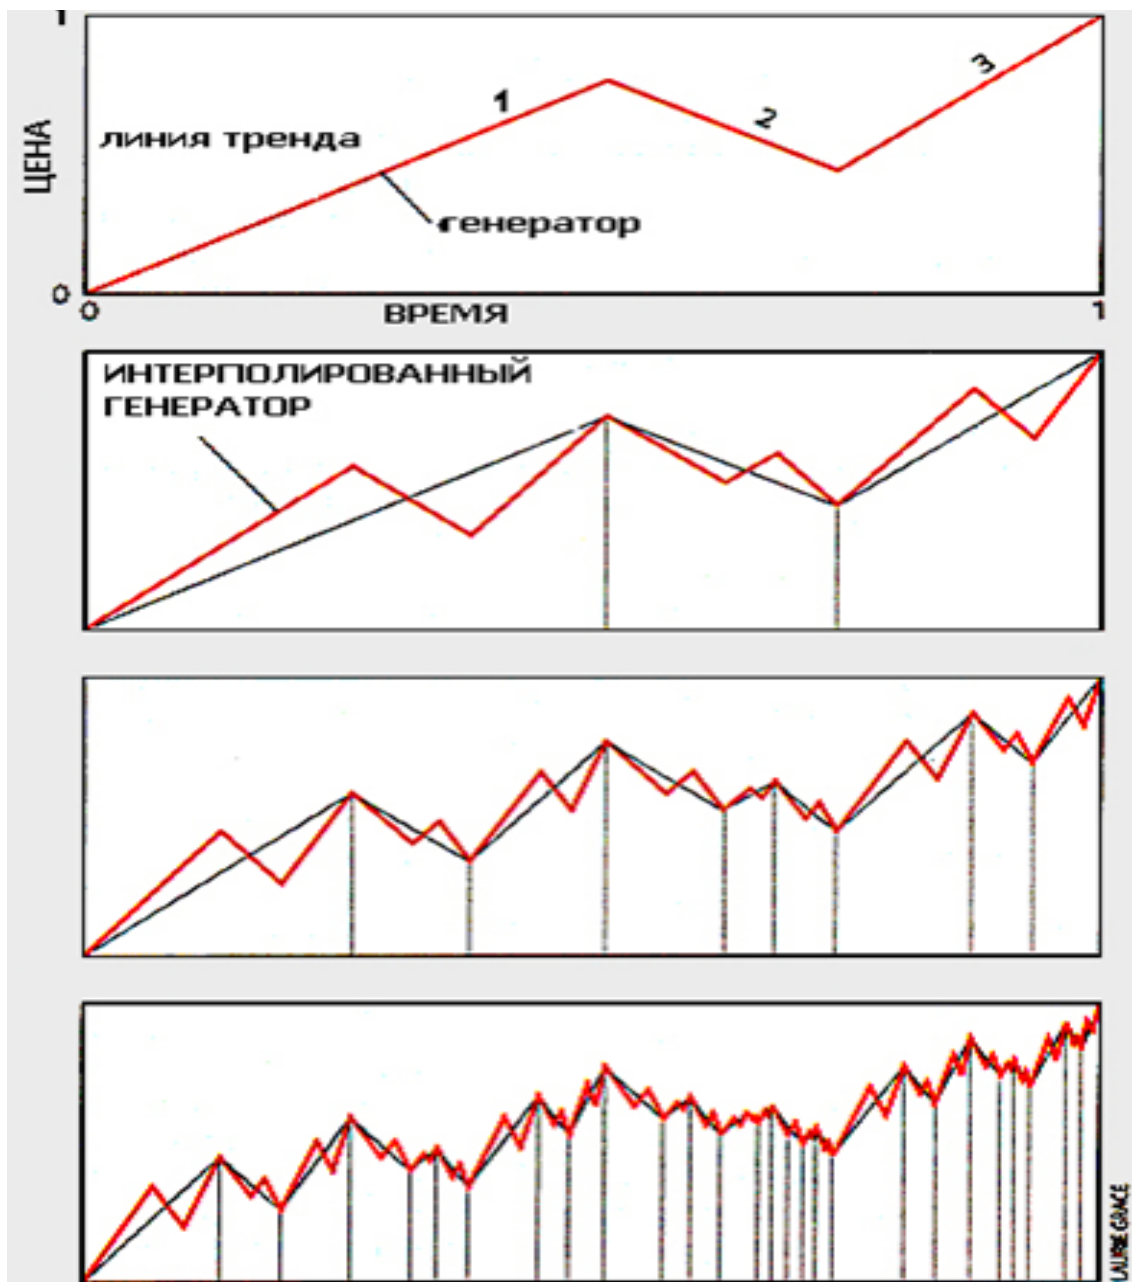 1
ЦЕНА
линия тренда
1
2
3
генератор
0
0
ВРЕМЯ
1
ИНТЕРПОЛИРОВАННЫЙ
ГЕНЕРАТОР
LAURIE GRACE